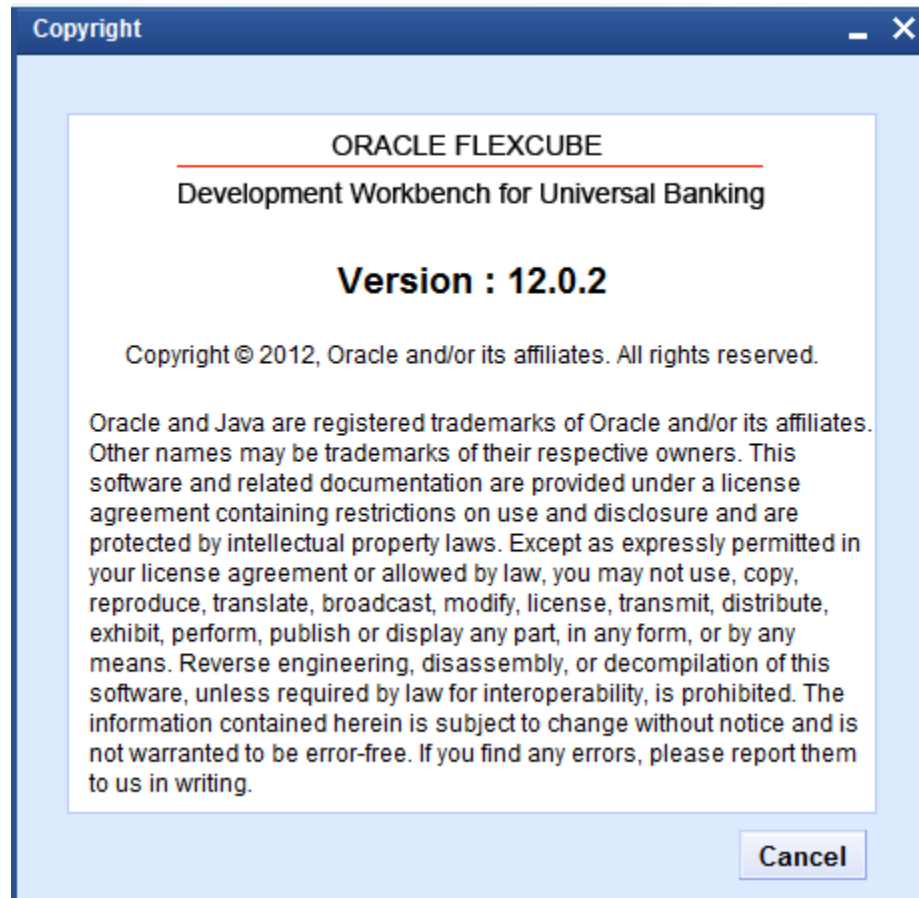 Copyright
ORACLE FLEXCUBE
Development Workbench for Universal Banking
Version : 12.0.2
Copyright © 2012, Oracle and/or its affiliates. All rights reserved.
Oracle and Java are registered trademarks of Oracle and/or its affiliates.
Other names may be trademarks of their respective owners. This
software and related documentation are provided under a license
agreement containing restrictions on use and disclosure and are
protected by intellectual property laws. Except as expressly permitted in
your license agreement or allowed by law, you may not use, copy,
reproduce, translate, broadcast, modify, license, transmit, distribute,
exhibit, perform, publish or display any part, in any form, or by any
means. Reverse engineering, disassembly, or decompilation of this
software, unless required by law for interoperability, is prohibited. The
information contained herein is subject to change without notice and is
not warranted to be error-free. If you find any errors, please report them
to us in writing.
Cancel